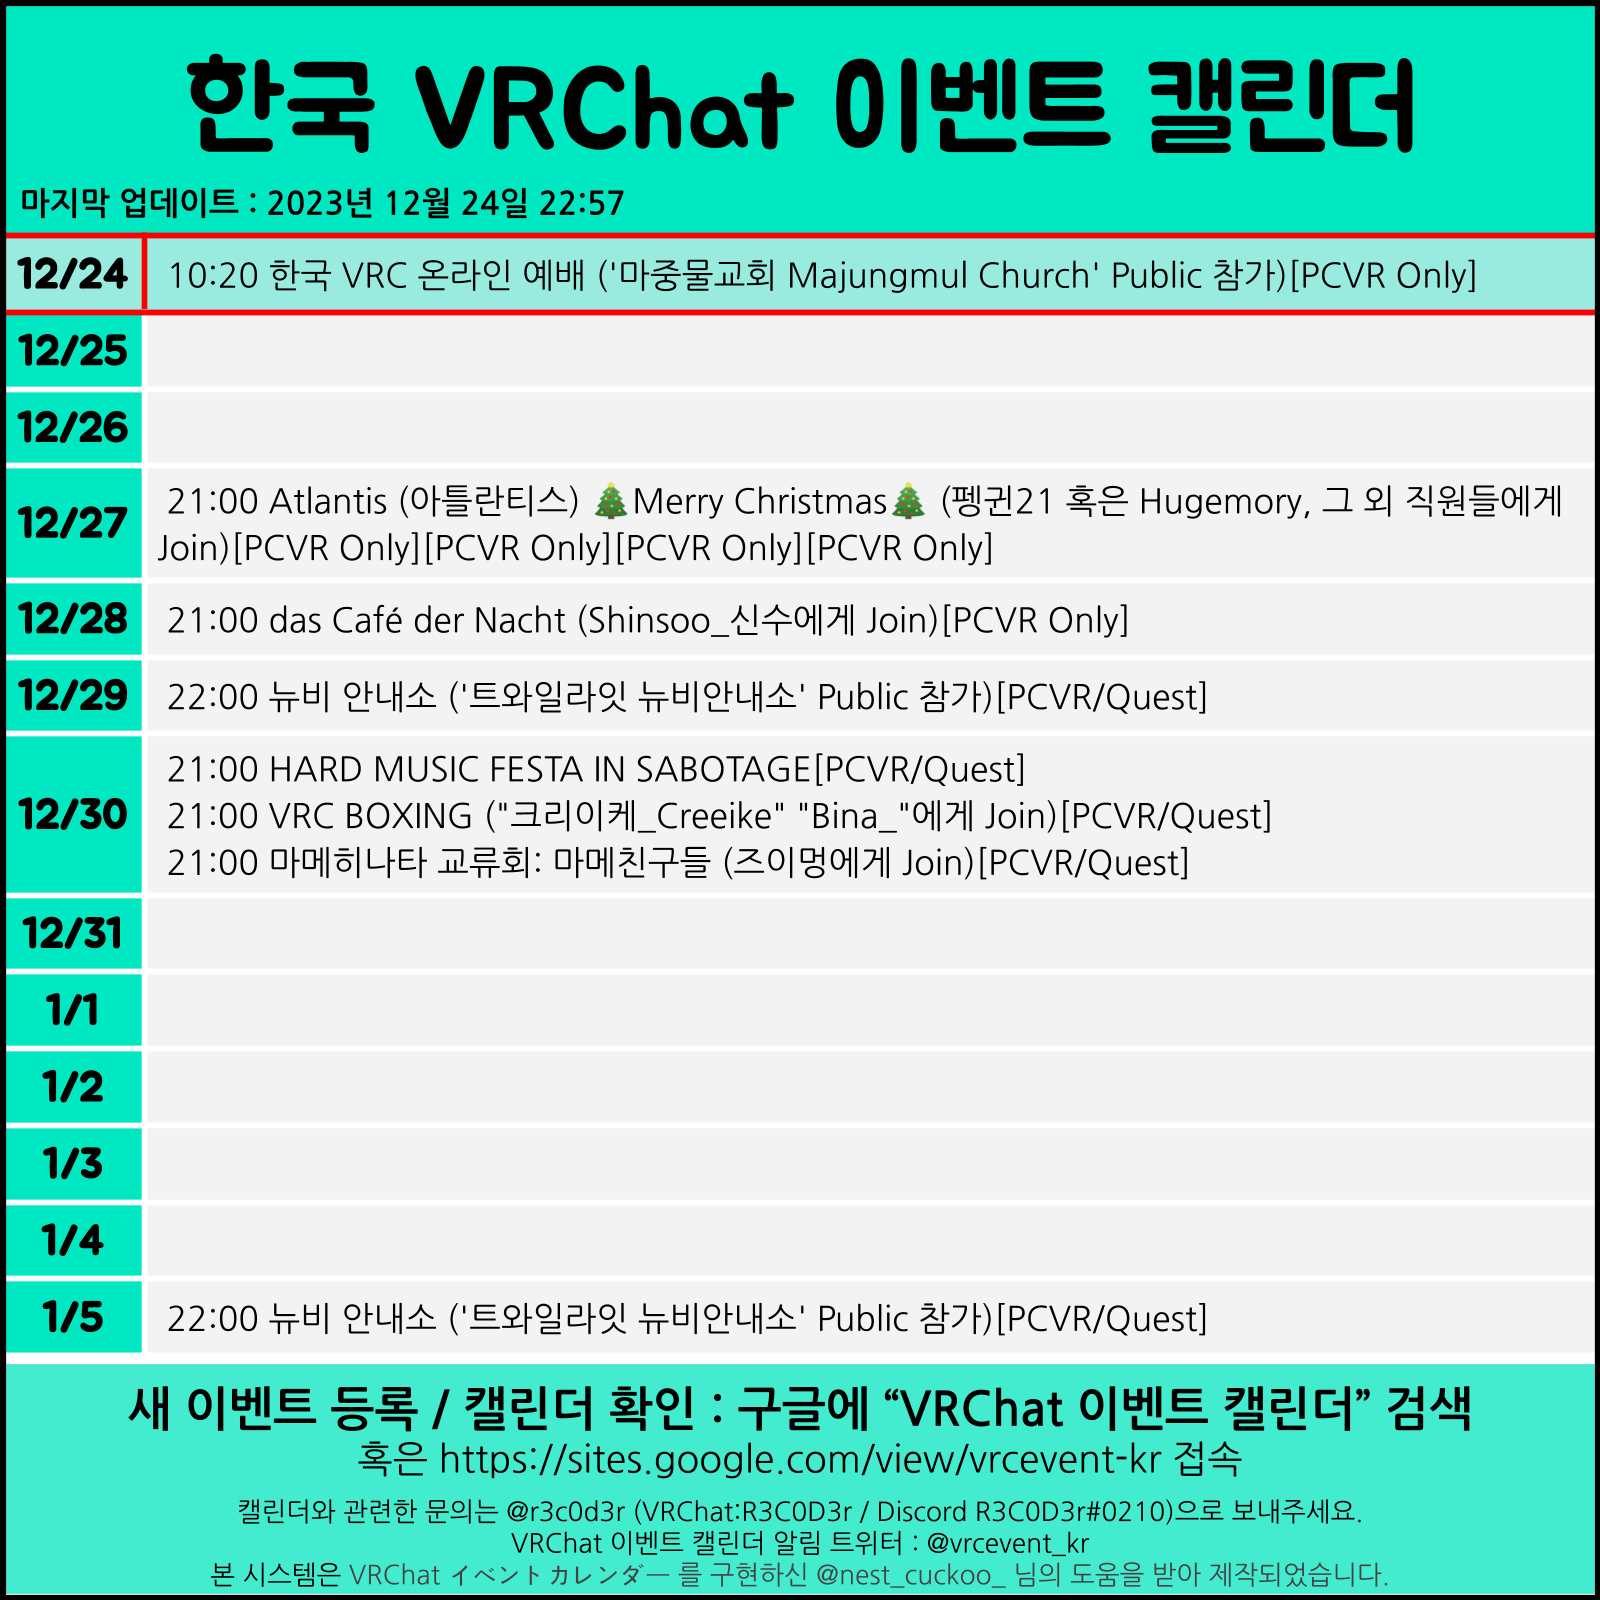 한국 VRChat 이벤트 캘린더
마지막 업데이트 : 2023년 12월 24일 22:57
12/24 10:20 한국 VRC 온라인 예배 ('마중물교회 Majungmul Church' Public 참가)[PCVR Only]
12/25
12/26
12/27 21:00 Atlantis (아틀란티스) 🎄Merry Christmas🎄 (펭귄21 혹은 Hugemory, 그 외 직원들에게
Join)[PCVR Only][PCVR Only][PCVR Only][PCVR Only]
12/28 21:00 das Café der Nacht (Shinsoo_신수에게 Join)[PCVR Only]
12/29 22:00 뉴비 안내소 ('트와일라잇 뉴비안내소' Public 참가)[PCVR/Quest]
12/30 21:00 HARD MUSIC FESTA IN SABOTAGE[PCVR/Quest]
21:00 VRC BOXING ("크리이케_Creeike" "Bina_"에게 Join)[PCVR/Quest]
21:00 마메히나타 교류회: 마메친구들 (즈이멍에게 Join)[PCVR/Quest]
12/31
1/1
1/2
1/3
1/4
1/5 22:00 뉴비 안내소 ('트와일라잇 뉴비안내소' Public 참가)[PCVR/Quest]
새 이벤트 등록 / 캘린더 확인 : 구글에 “VRChat 이벤트 캘린더” 검색
혹은 https://sites.google.com/view/vrcevent-kr 접속
캘린더와 관련한 문의는 @r3c0d3r (VRChat:R3C0D3r / Discord R3C0D3r#0210)으로 보내주세요.
VRChat 이벤트 캘린더 알림 트위터 : @vrcevent_kr
본 시스템은 VRChat イベントカレンダー 를 구현하신 @nest_cuckoo_ 님의 도움을 받아 제작되었습니다.